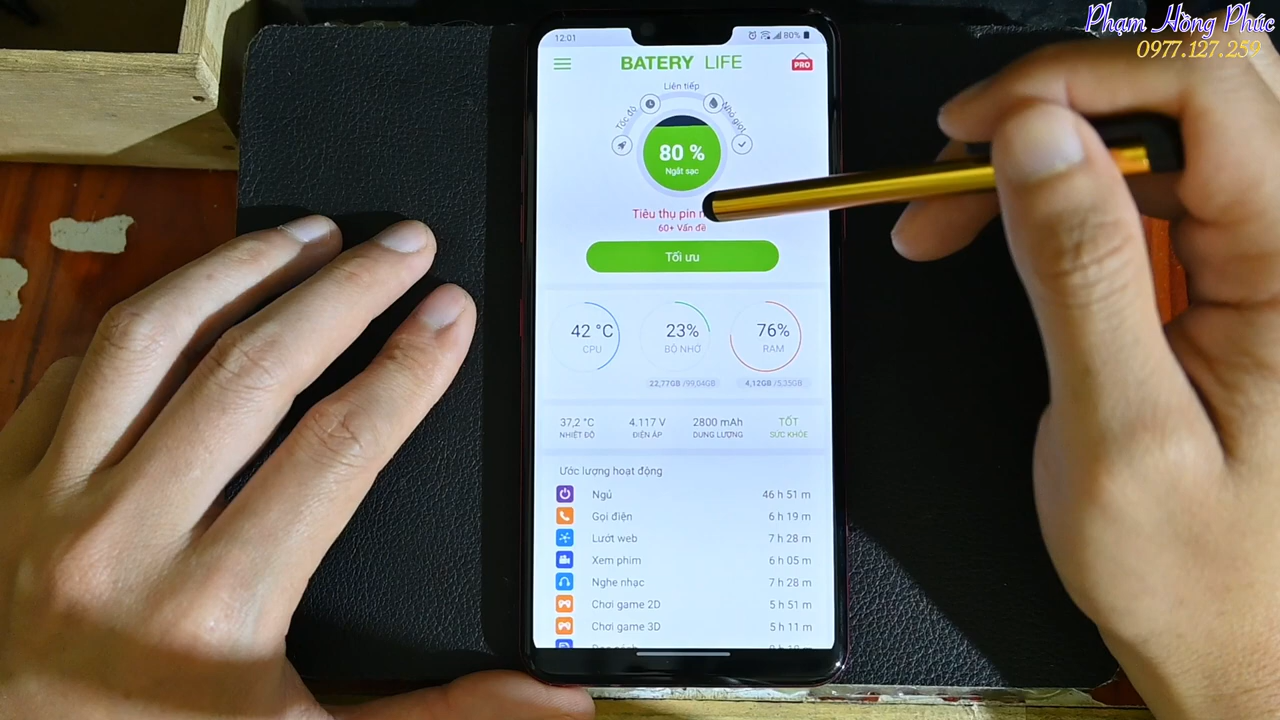 Phạm Hồng Phúc
0977.127.259
12:01
80%
BATERY LIFE
PRO
Liên tiếp
Tốc độ
Nhỏ giọt
80 %
Ngắt sạc
Tiêu thụ pin
60+ Vấn đề
Tối ưu
42 °C
CPU
23%
BỘ NHỚ
22,77GB /99,04GB
76%
RAM
4,12GB /5,35GB
37,2 °C
NHIỆT ĐỘ
4.117 V
ĐIỆN ÁP
2800 mAh
DUNG LƯỢNG
TỐT
SỨC KHỎE
Ước lượng hoạt động
Ngủ 46 h 51 m
Gọi điện 6 h 19 m
Lướt web 7 h 28 m
Xem phim 6 h 05 m
Nghe nhạc 7 h 28 m
Chơi game 2D 5 h 51 m
Chơi game 3D 5 h 11 m